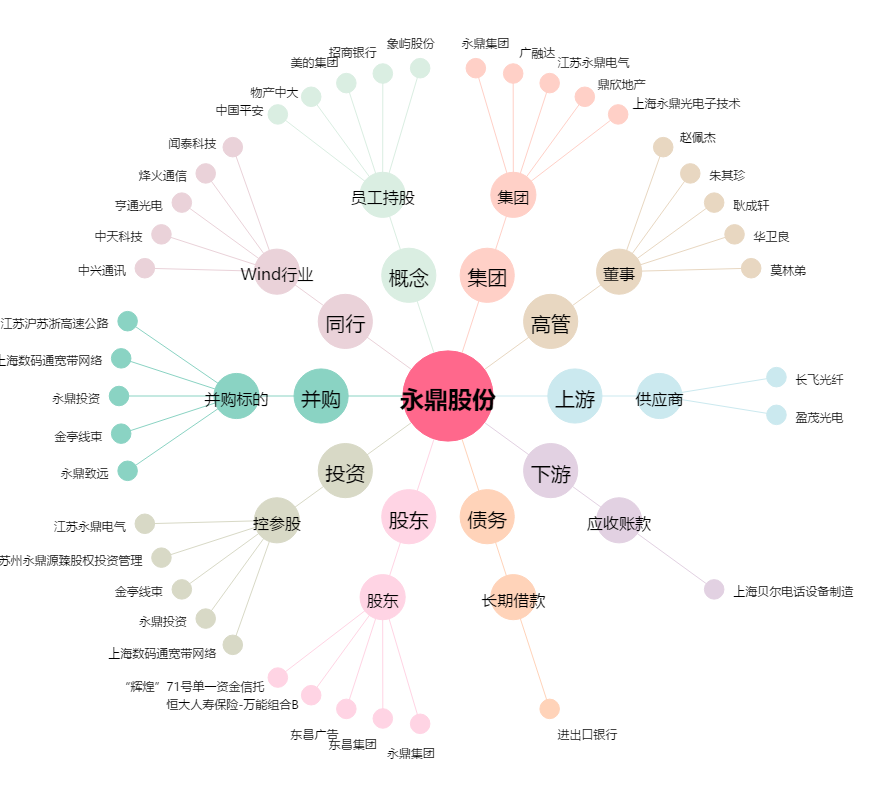 象屿股份
招商银行
美的集团
物产中大
中国平安
员工持股
概念
永鼎集团
广融达
江苏永鼎电气
鼎欣地产
上海永鼎光电子技术
集团
集团
赵佩杰
朱其珍
耿成轩
华卫良
莫林弟
董事
高管
闻泰科技
烽火通信
亨通光电
中天科技
中兴通讯
Wind行业
同行
江苏沪苏浙高速公路
上海数码通宽带网络
永鼎投资
金亭线束
永鼎致远
并购标的
并购
永鼎股份
上游
供应商
长飞光纤
盈茂光电
投资
控参股
江苏永鼎电气
苏州永鼎源臻股权投资管理
金亭线束
永鼎投资
上海数码通宽带网络
下游
应收账款
上海贝尔电话设备制造
股东
股东
“辉煌”71号单一资金信托
恒大人寿保险-万能组合B
东昌广告
东昌集团
永鼎集团
债务
长期借款
进出口银行